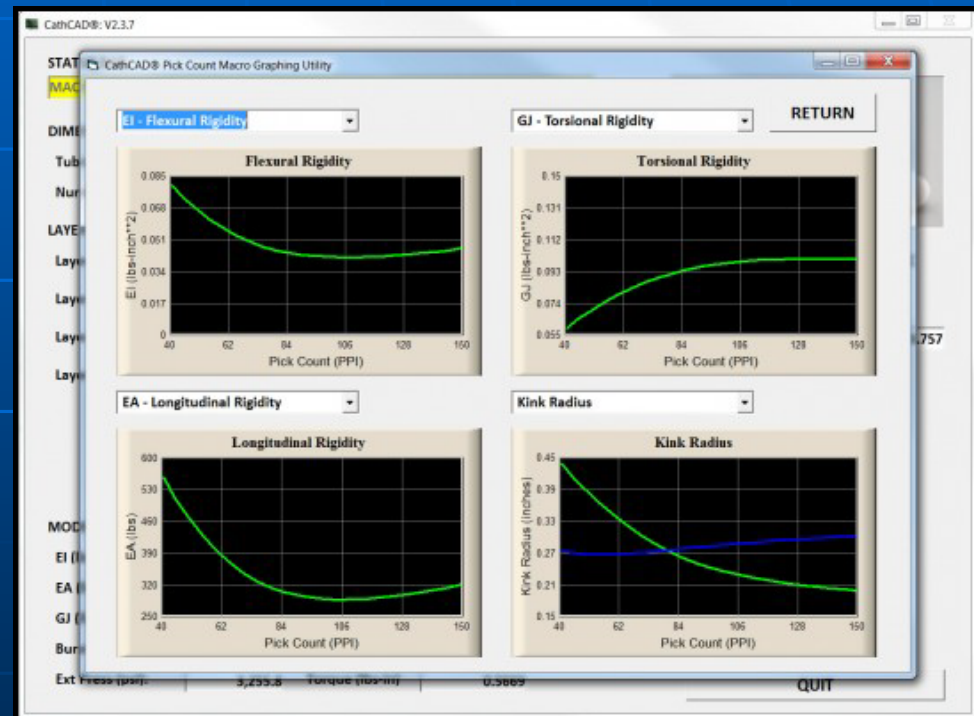 CathCAD®: V2.3.7
STAT
CathCAD® Pick Count Macro Graphing Utility
MAC
EI - Flexural Rigidity
GJ - Torsional Rigidity
RETURN
DIME
Flexural Rigidity
Torsional Rigidity
Tub
Nur
LAYE
Laye
Laye
Laye
Laye
0.085
0.068
0.051
0.034
0.017
0
EI (lbs-inch**2)
40 62 84 106 128 150
Pick Count (PPI)
0.15
0.131
0.112
0.093
0.074
0.055
GJ (lbs-inch**2)
40 62 84 106 128 150
Pick Count (PPI)
.757
EA - Longitudinal Rigidity
Kink Radius
Longitudinal Rigidity
Kink Radius
600
530
460
390
320
250
EA (lbs)
40 62 84 106 128 150
Pick Count (PPI)
0.45
0.39
0.33
0.27
0.21
0.15
Kink Radius (inches)
40 62 84 106 128 150
Pick Count (PPI)
MODI
EI (l
EA (
GJ (
Bur
Ext Press (psi): 3,255.8 Torque (lbs-in) 0.5669
QUIT